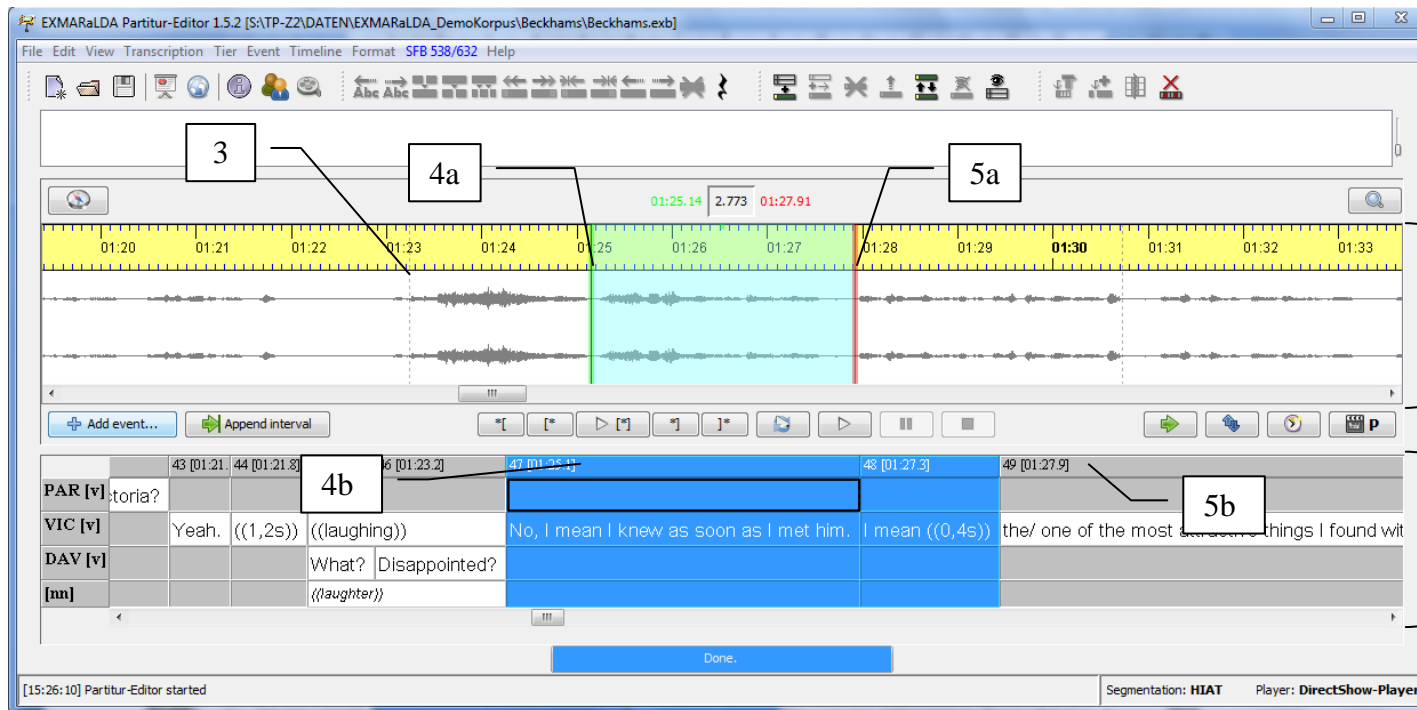 EXMARaLDA Partitur-Editor 1.5.2 [S:\TP-Z2\DATEN\EXMARaLDA_DemoKorpus\Beckhams\Beckhams.exb]
File Edit View Transcription Tier Event Timeline Format SFB 538/632 Help
Abc Abc
3
4a
5a
01:25.14 2.773 01:27.91
01:20 01:21 01:22 01:23 01:24 01:25 01:26 01:27 01:28 01:29 01:30 01:31 01:32 01:33
Add event... Append interval *[ [* [*] *] ]* p
43 [01:21. 44 [01:21.8] 6 [01:23.2] 47 [01:25.1] 48 [01:27.3] 49 [01:27.9]
4b
5b
PAR [v] toria?
VIC [v] Yeah. ((1,2s)) ((laughing)) No, I mean I knew as soon as I met him. I mean ((0,4s)) the/ one of the most attractive things I found wit
DAV [v] What? Disappointed?
[nn] ((laughter))
Done.
[15:26:10] Partitur-Editor started Segmentation: HIAT Player: DirectShow-Player